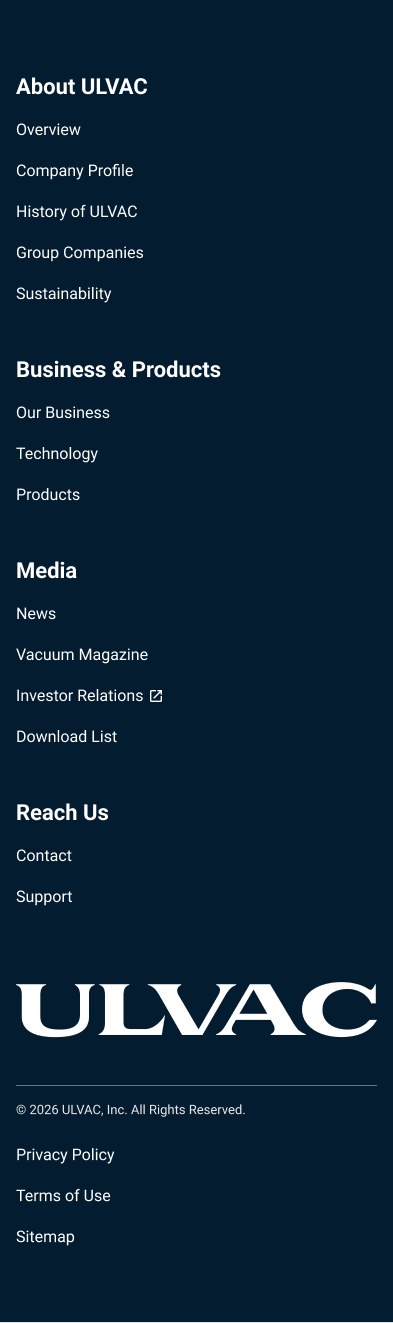 About ULVAC
Overview
Company Profile
History of ULVAC
Group Companies
Sustainability
Business & Products
Our Business
Technology
Products
Media
News
Vacuum Magazine
Investor Relations
Download List
Reach Us
Contact
Support
ULVAC
© 2026 ULVAC, Inc. All Rights Reserved.
Privacy Policy
Terms of Use
Sitemap